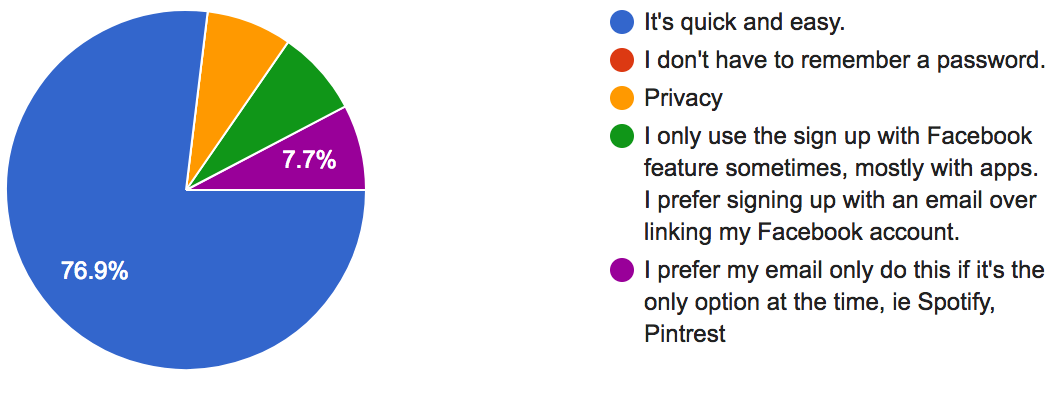 7.7%
76.9%
It's quick and easy.
I don't have to remember a password.
Privacy
I only use the sign up with Facebook
feature sometimes, mostly with apps.
I prefer signing up with an email over
linking my Facebook account.
I prefer my email only do this if it's the
only option at the time, ie Spotify,
Pintrest